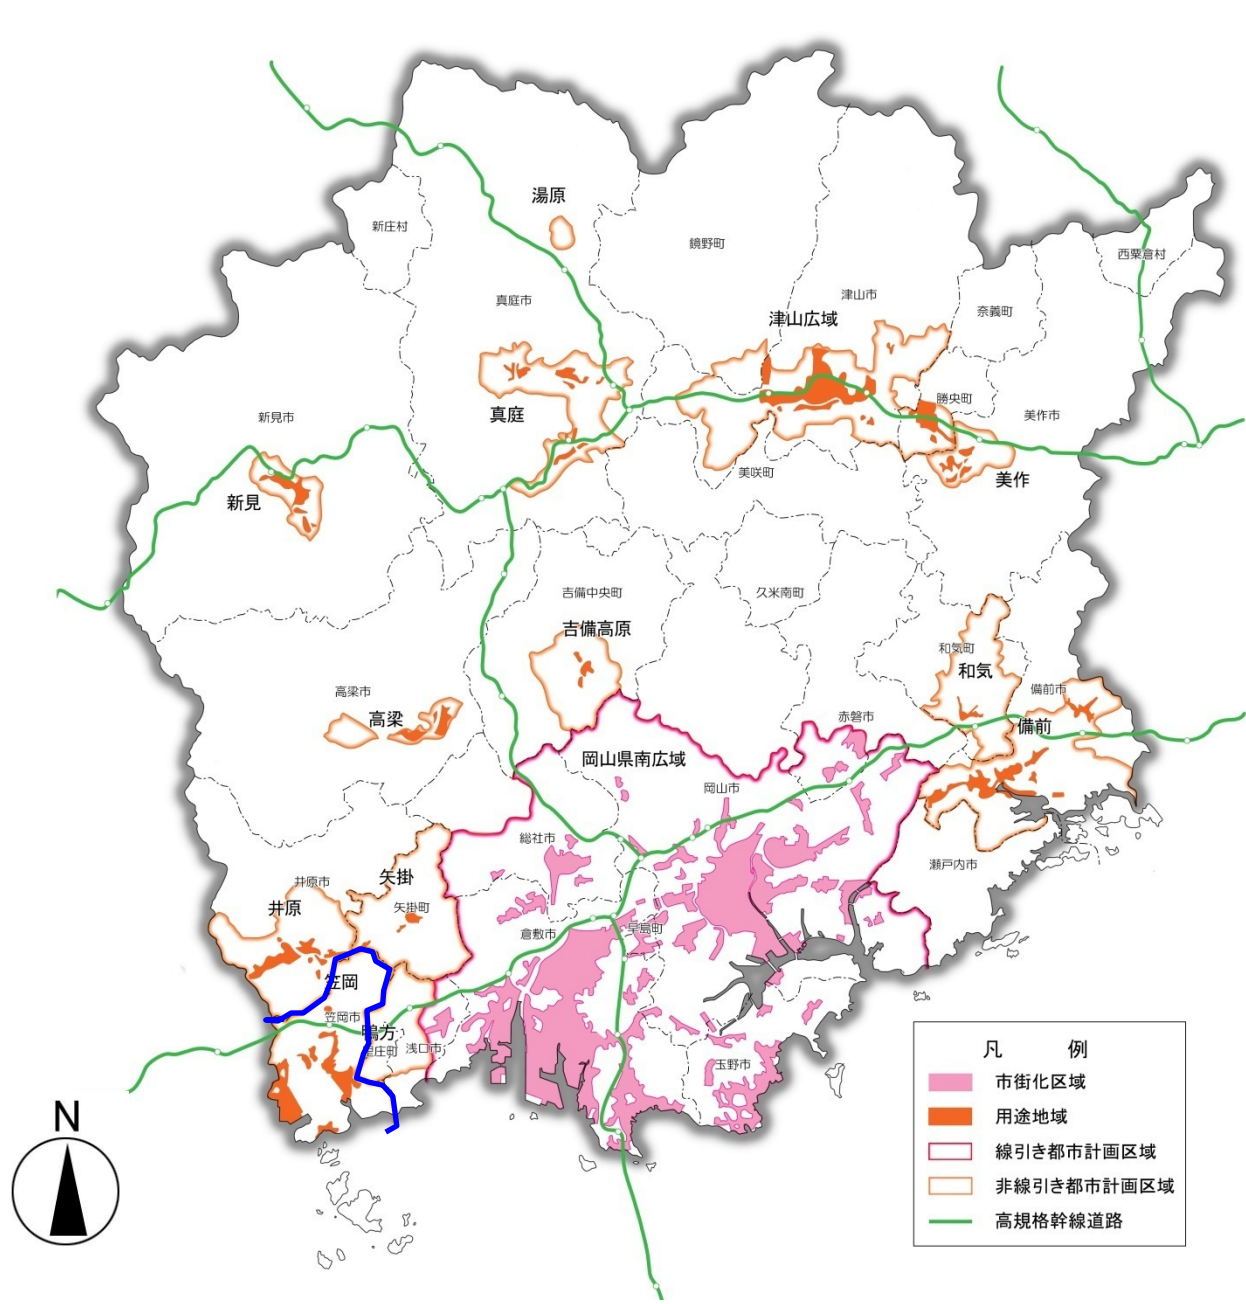 湯原
新庄村
鏡野町
西粟倉村
真庭市
津山市
奈義町
津山広域
勝央町
新見市
真庭
美作市
美咲町
美作
新見
吉備中央町
久米南町
吉備高原
和気町
和気
高梁市
備前市
高梁
赤磐市
備前
岡山県南広域
岡山市
総社市
瀬戸内市
矢掛
井原市
井原
矢掛町
倉敷市
早島町
笠岡
笠岡市
鴨方
里庄町
浅口市
玉野市
N
凡 例
市街化区域
用途地域
線引き都市計画区域
非線引き都市計画区域
高規格幹線道路